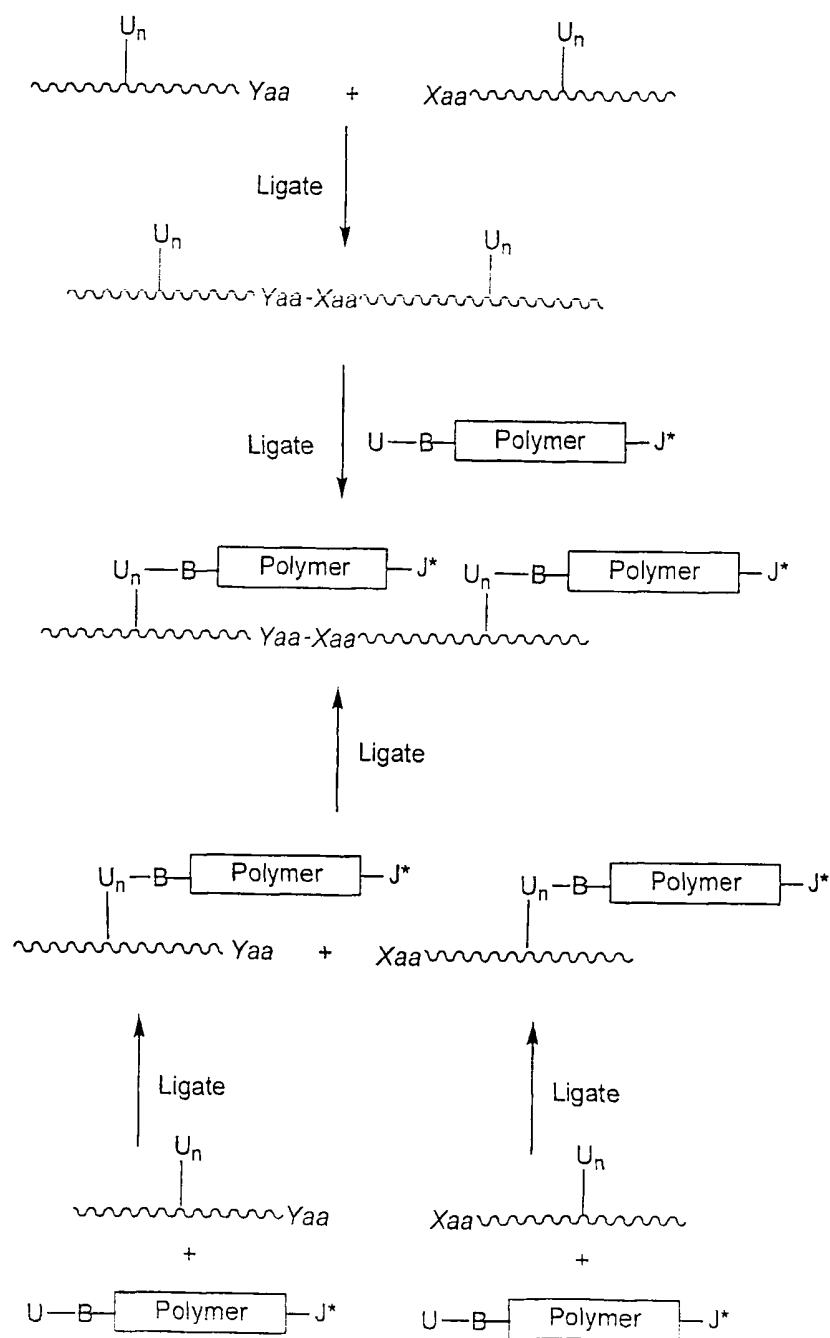 Uₙ Uₙ
Yaa + Xaa
Ligate
Uₙ Uₙ
Yaa-Xaa
Ligate U—B—Polymer—J*
Uₙ—B—Polymer—J* Uₙ—B—Polymer—J*
Yaa-Xaa
Ligate
Uₙ—B—Polymer—J* Uₙ—B—Polymer—J*
Yaa + Xaa
Ligate Ligate
Uₙ Uₙ
Yaa Xaa
+ +
U—B—Polymer—J* U—B—Polymer—J*